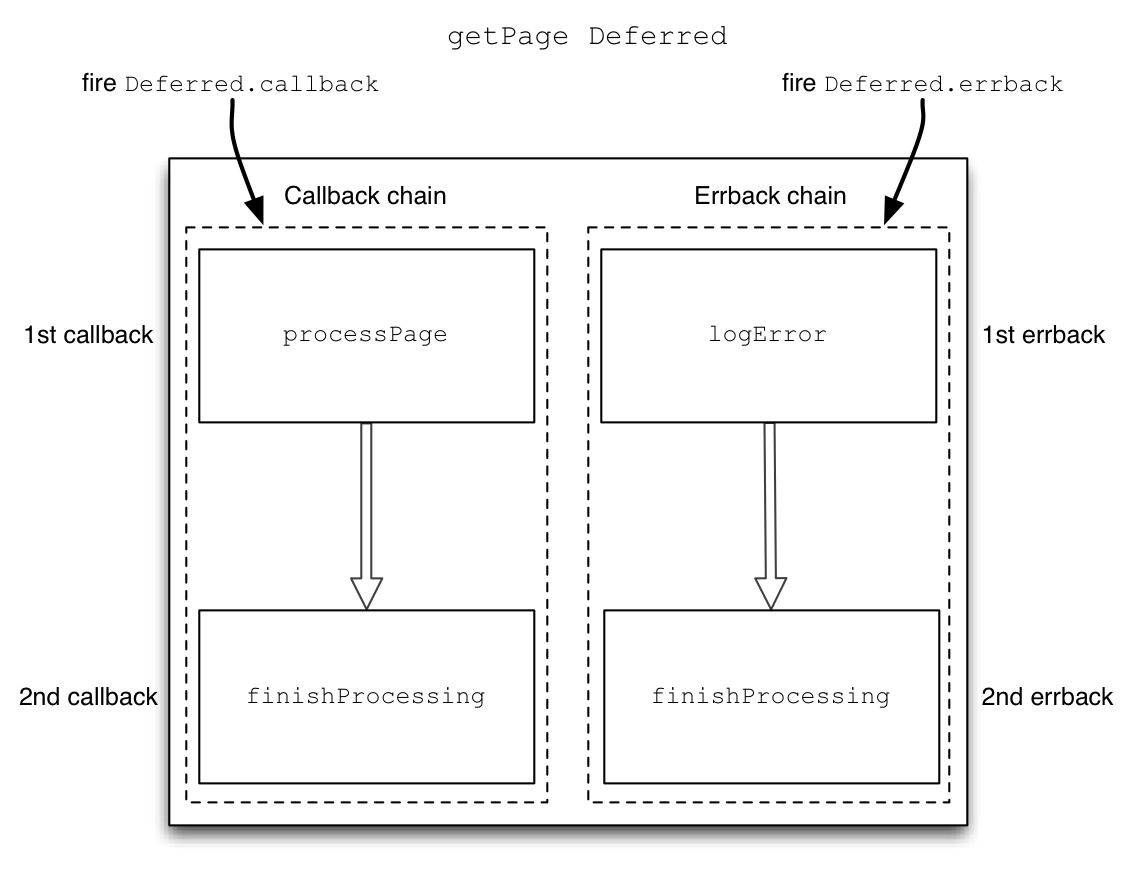 getPage Deferred
fire Deferred.callback
fire Deferred.errback
Callback chain
Errback chain
1st callback
processPage
logError
1st errback
2nd callback
finishProcessing
finishProcessing
2nd errback